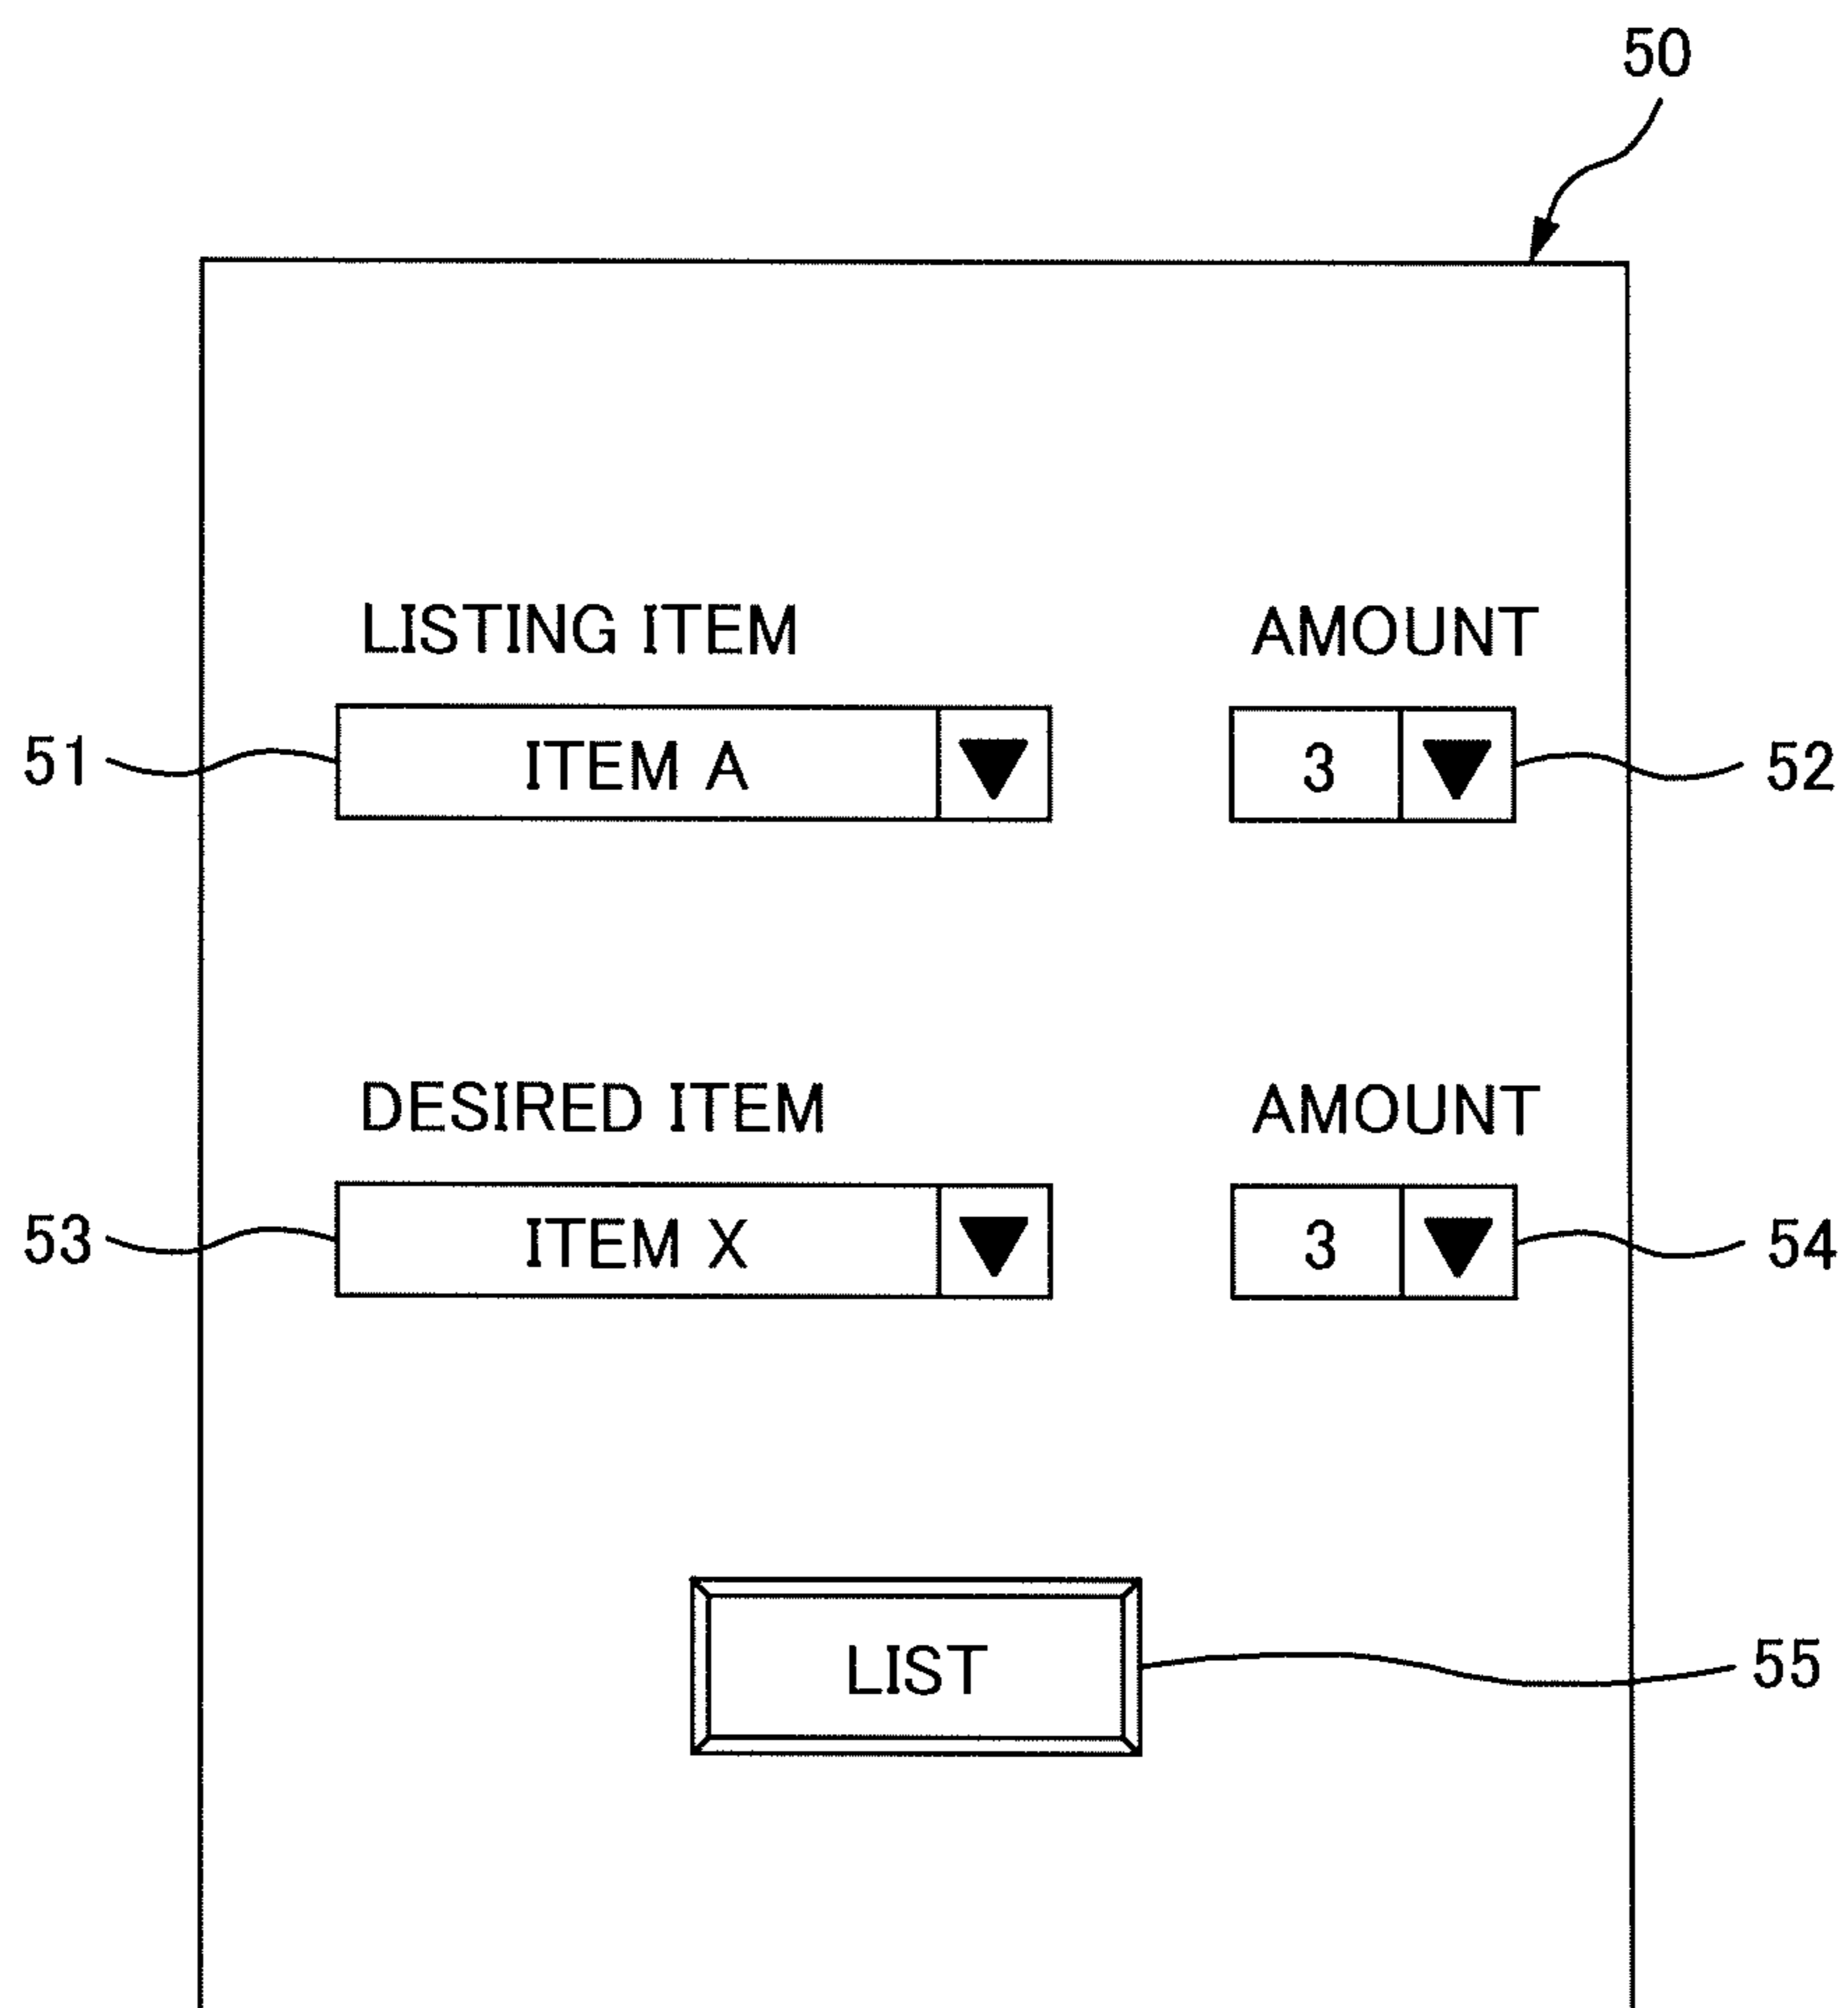 50
LISTING ITEM AMOUNT
51 ITEM A 3 52
DESIRED ITEM AMOUNT
53 ITEM X 3 54
LIST 55